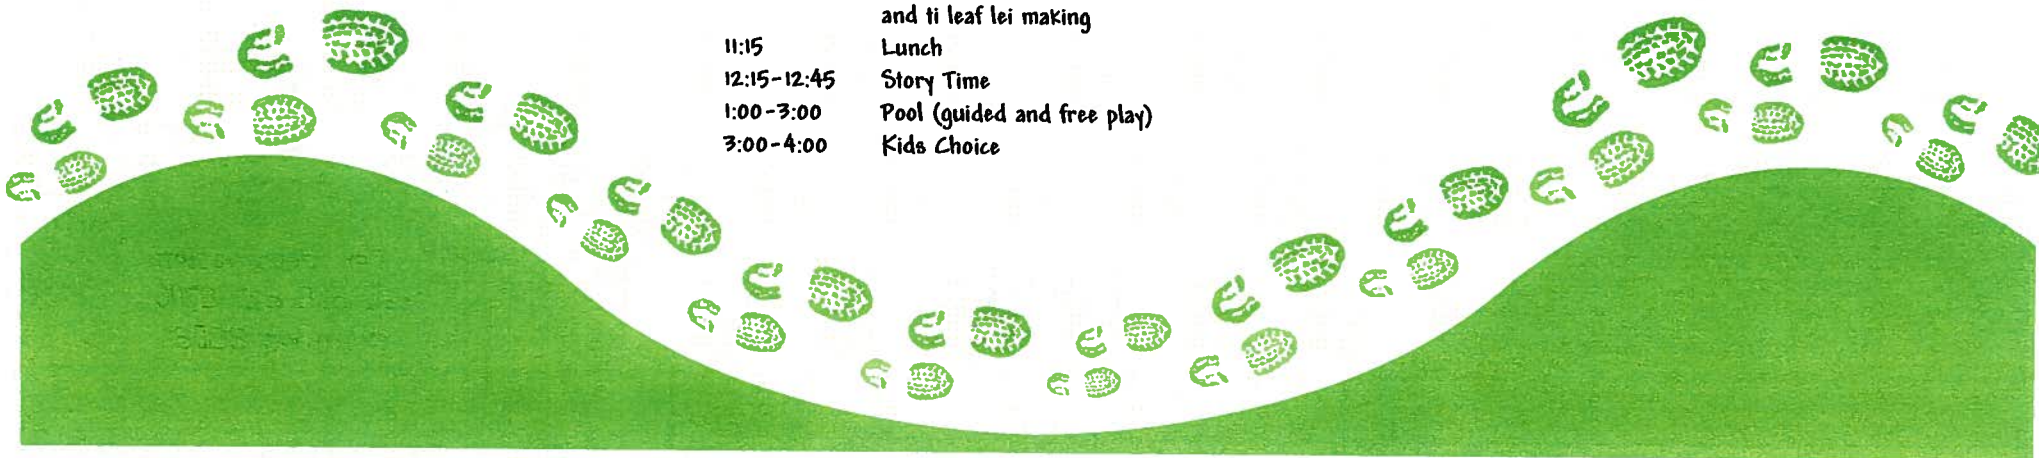 and ti leaf lei making
11:15 Lunch
12:15-12:45 Story Time
1:00-3:00 Pool (guided and free play)
3:00-4:00 Kids Choice